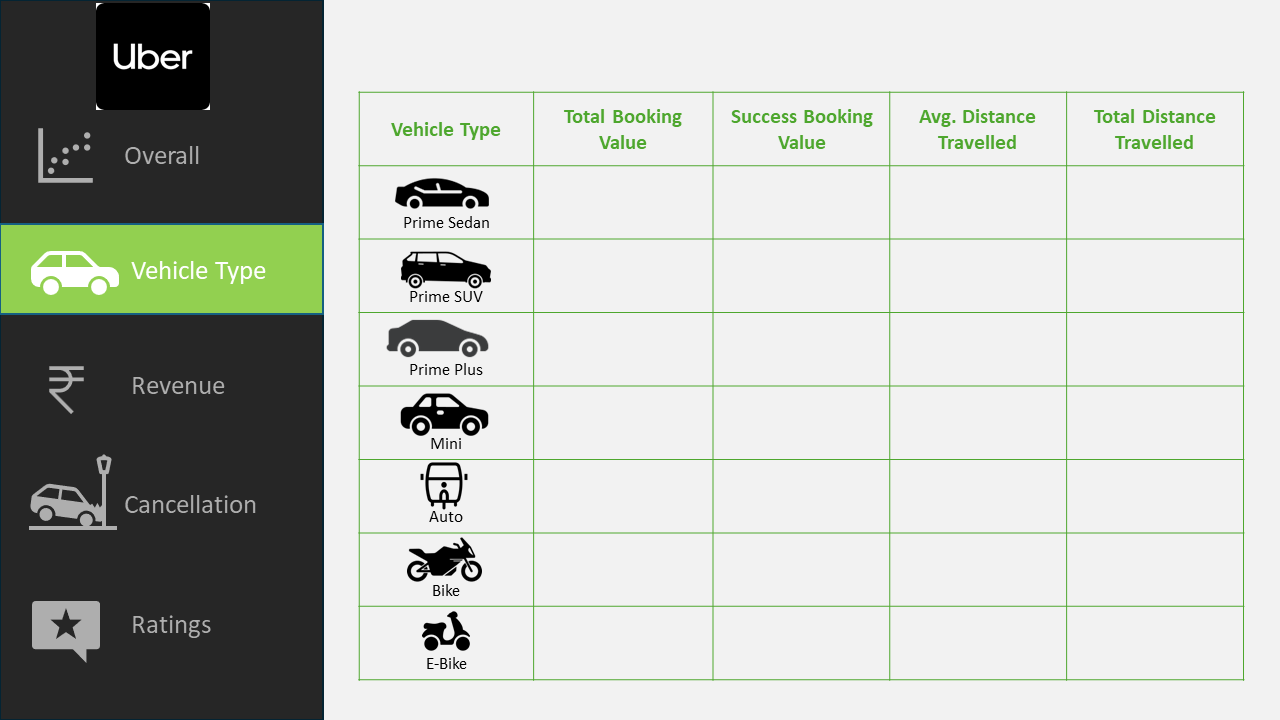 Uber
Overall
Vehicle Type
Revenue
Cancellation
Ratings
Vehicle Type
Total Booking
Value
Success Booking
Value
Avg. Distance
Travelled
Total Distance
Travelled
Prime Sedan
Prime SUV
Prime Plus
Mini
Auto
Bike
E-Bike